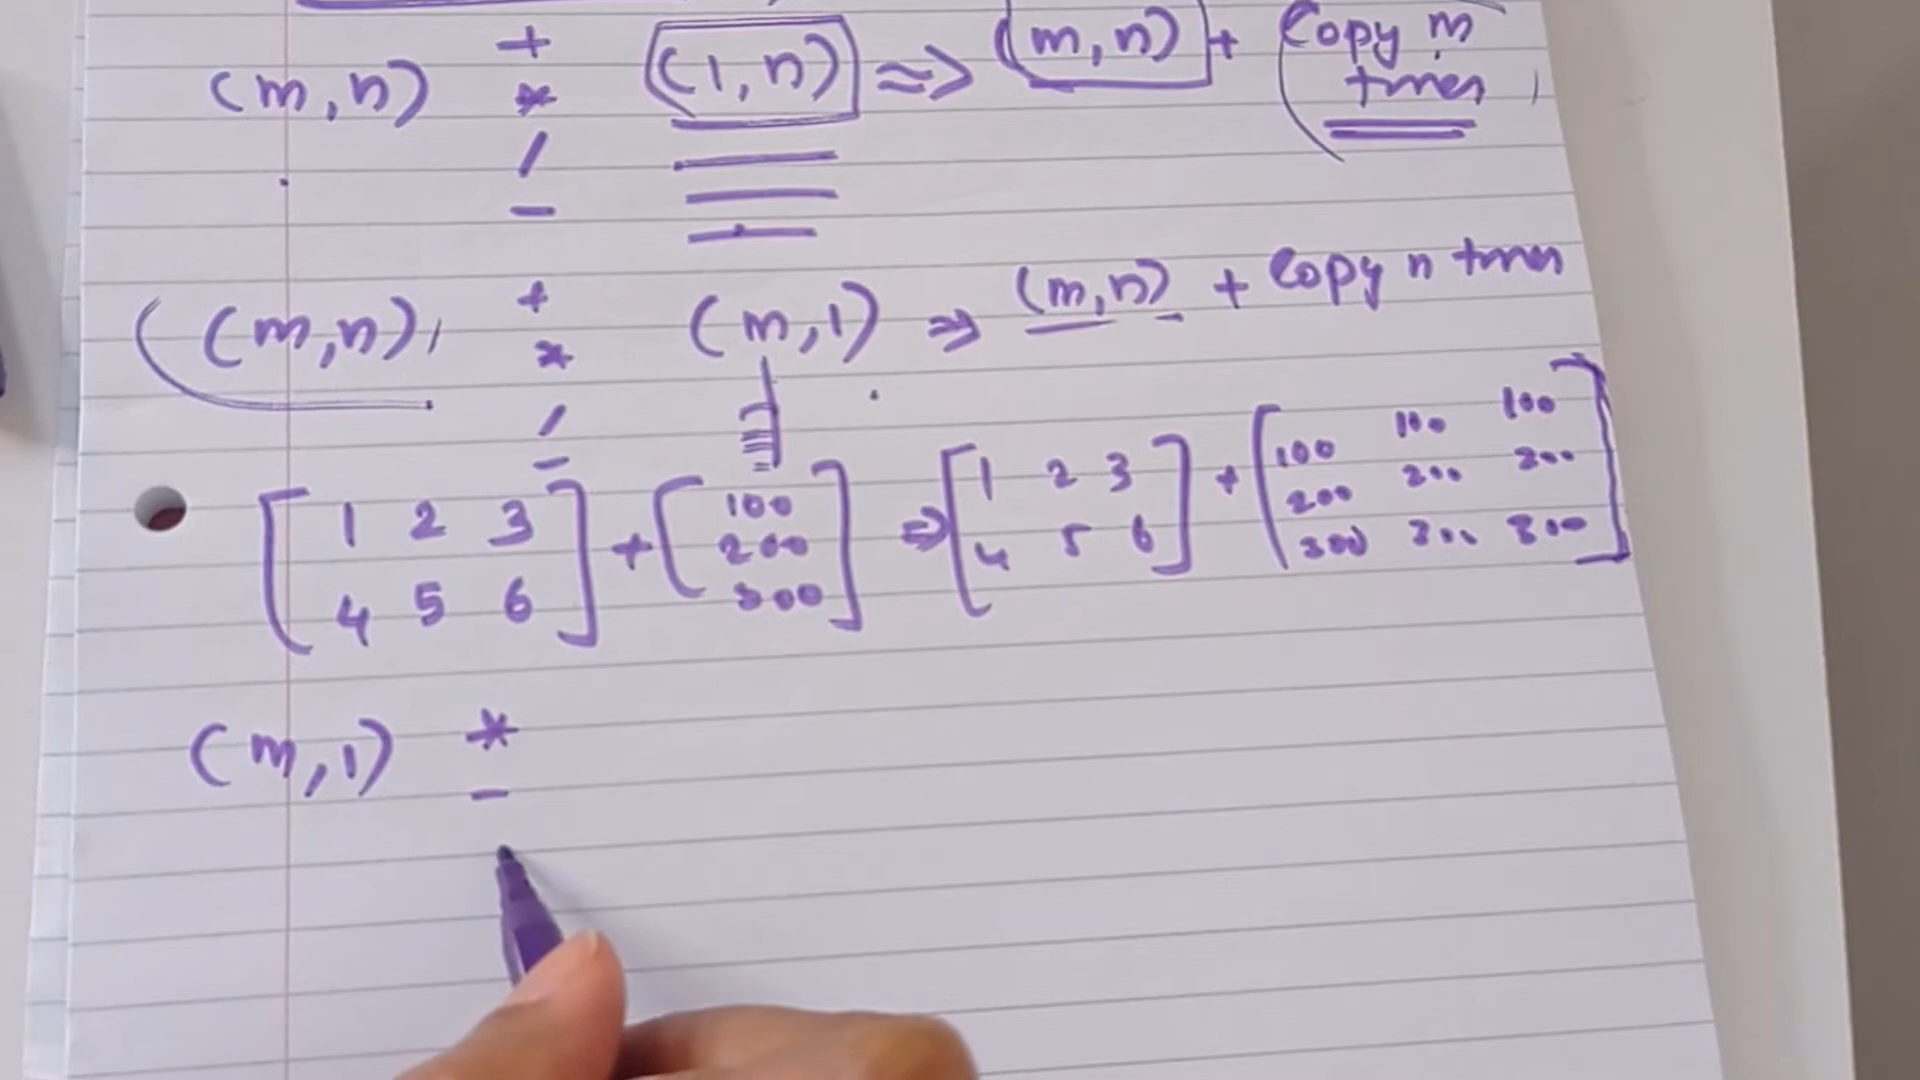 (m,n) + * / - (1,n) => (m,n) + (Copy m times)
(m,n), + * / - (m,1) => (m,n) + Copy n times
[1 2 3 + [100 => [1 2 3 + [100 100 100
4 5 6] 200 4 5 6] 200 200 200
300] 300 300 300]
(m,1) * -